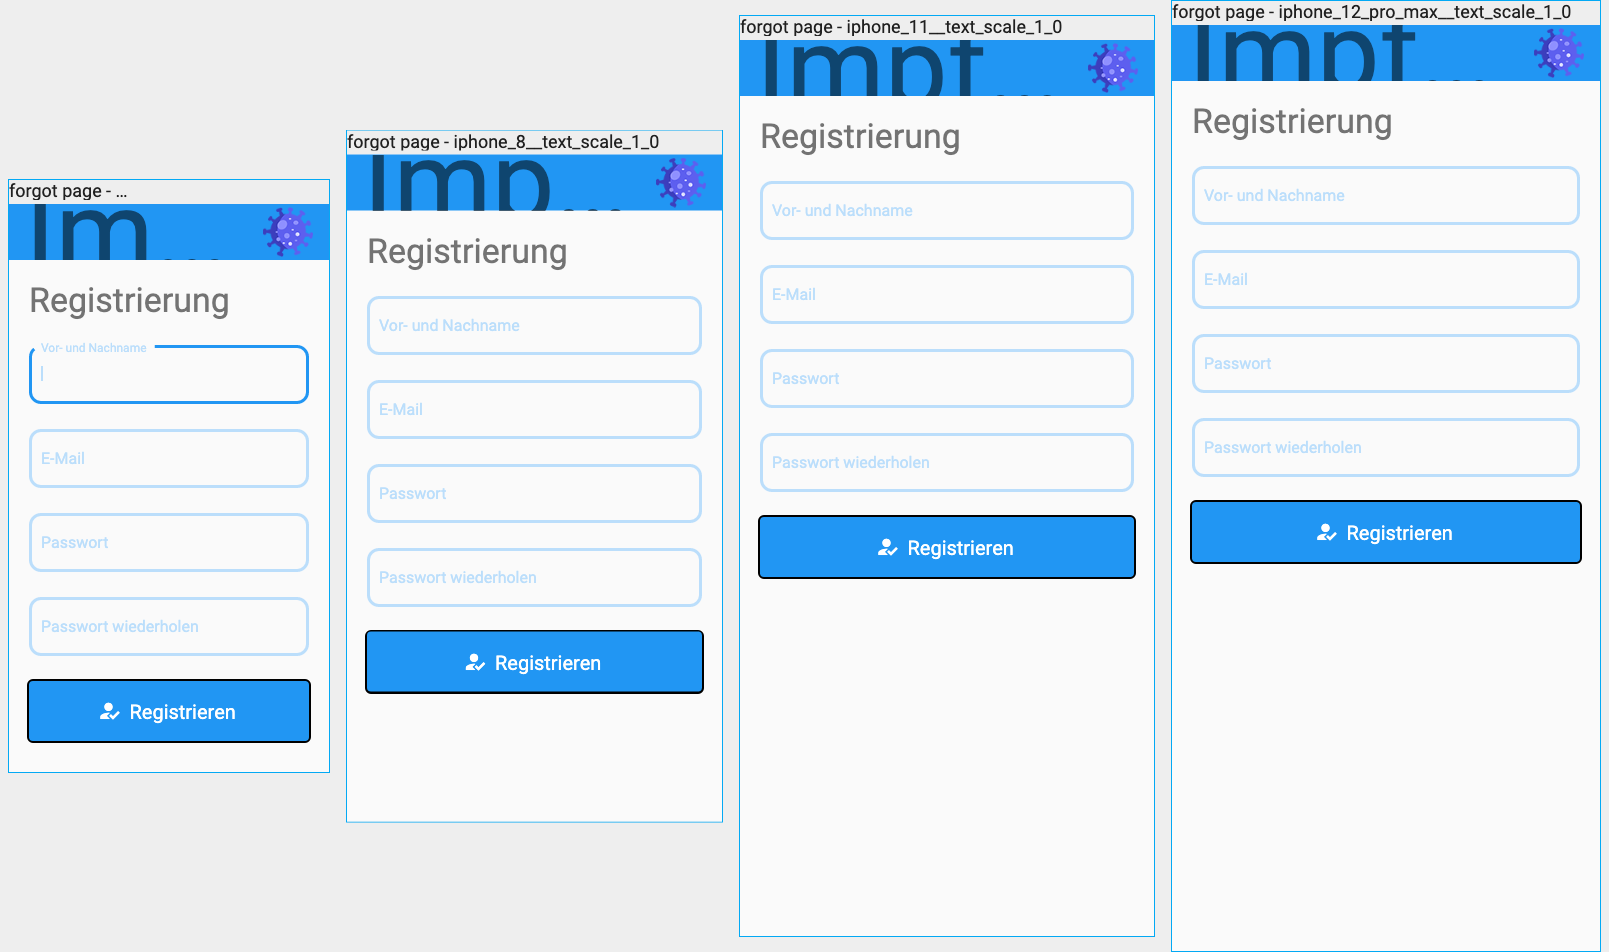 forgot page - ...
Im...
Registrierung
Vor- und Nachname
E-Mail
Passwort
Passwort wiederholen
Registrieren
forgot page - iphone_8__text_scale_1_0
Imp...
Registrierung
Vor- und Nachname
E-Mail
Passwort
Passwort wiederholen
Registrieren
forgot page - iphone_11__text_scale_1_0
Impf...
Registrierung
Vor- und Nachname
E-Mail
Passwort
Passwort wiederholen
Registrieren
forgot page - iphone_12_pro_max__text_scale_1_0
Impf...
Registrierung
Vor- und Nachname
E-Mail
Passwort
Passwort wiederholen
Registrieren